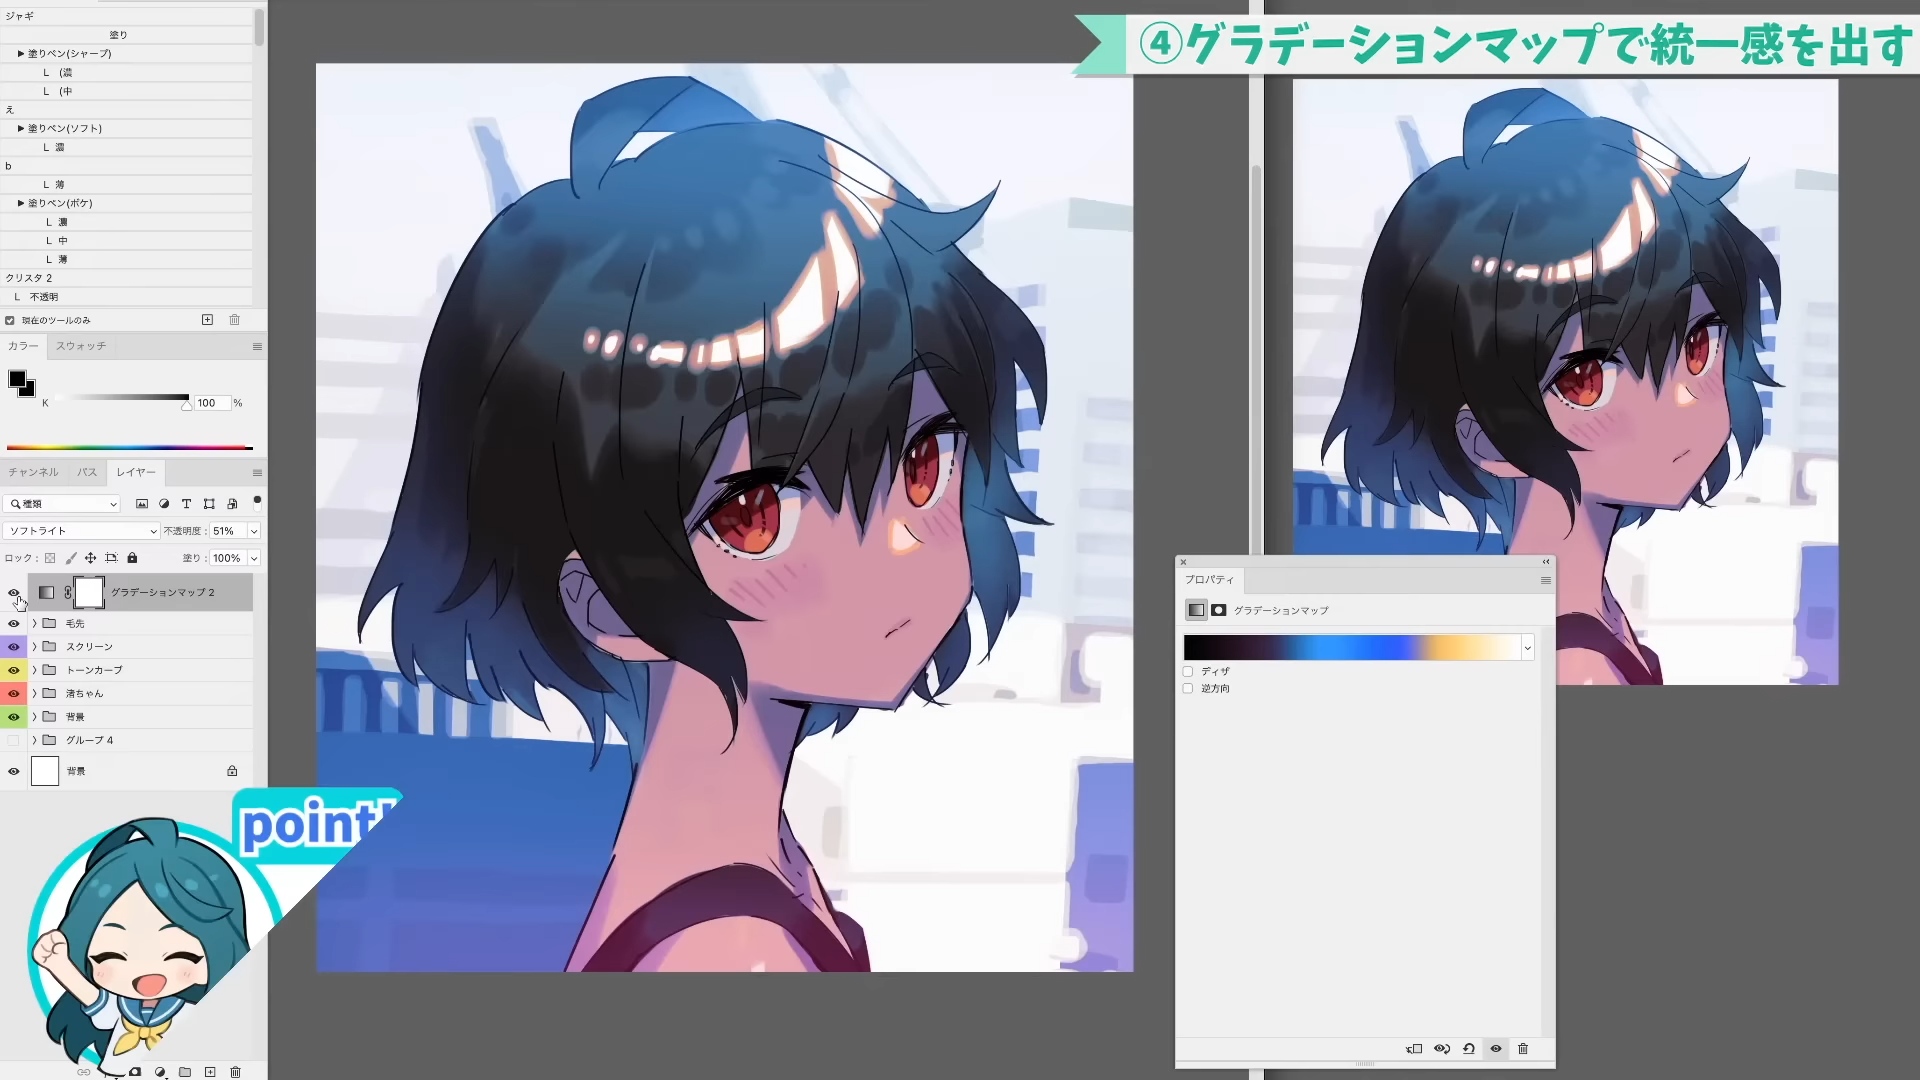 ④グラデーションマップで統一感を出す
ジャギ
塗り
塗りペン(シャープ)
L (濃
L (中
え
塗りペン(ソフト)
L 濃
b
L 薄
塗りペン(ボケ)
L 濃
L 中
L 薄
クリスタ 2
L 不透明
現在のツールのみ
カラー スウォッチ
K 100 %
チャンネル パス レイヤー
種類
ソフトライト 不透明度: 51%
ロック: 塗り: 100%
グラデーションマップ 2
毛先
スクリーン
トーンカーブ
渚ちゃん
背景
グループ 4
背景
point!
プロパティ
グラデーションマップ
ディザ
逆方向